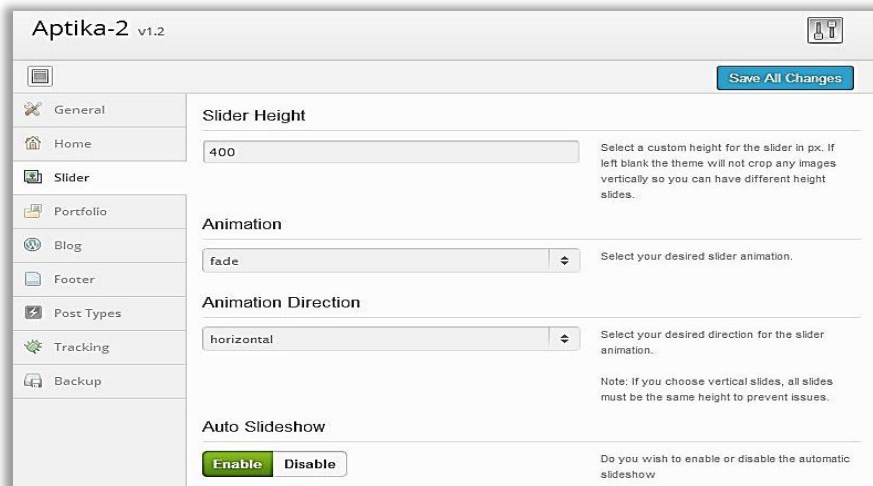 Aptika-2 v1.2
Save All Changes
General
Home
Slider
Portfolio
Blog
Footer
Post Types
Tracking
Backup
Slider Height
400
Select a custom height for the slider in px. If
left blank the theme will not crop any images
vertically so you can have different height
slides.
Animation
fade
Select your desired slider animation.
Animation Direction
horizontal
Select your desired direction for the slider
animation.
Note: If you choose vertical slides, all slides
must be the same height to prevent issues.
Auto Slideshow
Enable Disable
Do you wish to enable or disable the automatic
slideshow